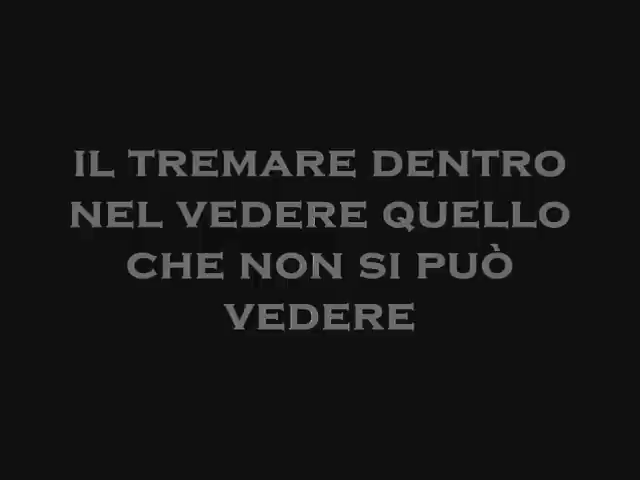 IL TREMARE DENTRO
NEL VEDERE QUELLO
CHE NON SI PUÒ
VEDERE